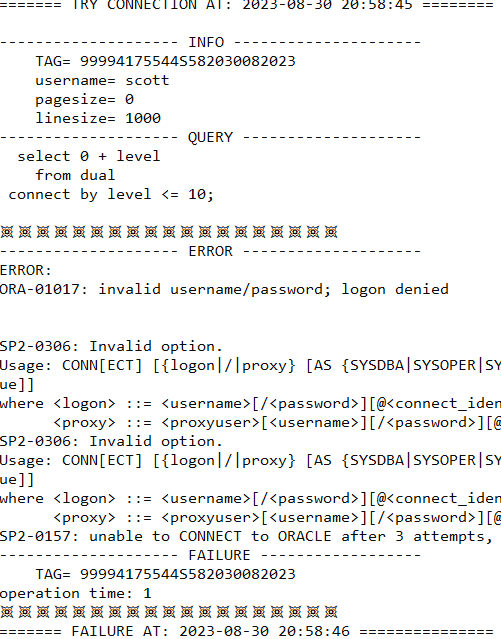 ======= TRY CONNECTION AT: 2023-08-30 20:58:45 ========
-------------------- INFO ---------------------
TAG= 99994175544S582030082023
username= scott
pagesize= 0
linesize= 1000
-------------------- QUERY --------------------
select 0 + level
from dual
connect by level <= 10;
-------------------- ERROR --------------------
ERROR:
ORA-01017: invalid username/password; logon denied
SP2-0306: Invalid option.
Usage: CONN[ECT] [{logon|/|proxy} [AS {SYSDBA|SYSOPER|SY
ue]]
where <logon> ::= <username>[/<password>][@<connect_iden
<proxy> ::= <proxyuser>[<username>][/<password>][@
SP2-0306: Invalid option.
Usage: CONN[ECT] [{logon|/|proxy} [AS {SYSDBA|SYSOPER|SY
ue]]
where <logon> ::= <username>[/<password>][@<connect_iden
<proxy> ::= <proxyuser>[<username>][/<password>][@
SP2-0157: unable to CONNECT to ORACLE after 3 attempts,
-------------------- FAILURE ------------------
TAG= 99994175544S582030082023
operation time: 1
======= FAILURE AT: 2023-08-30 20:58:46 ===============